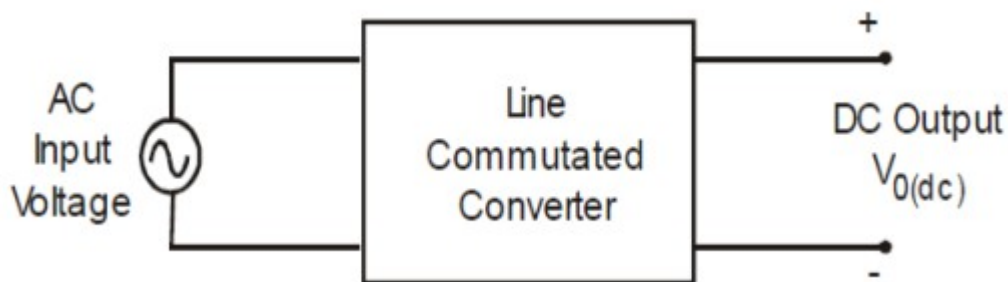 AC
Input
Voltage
Line
Commutated
Converter
+
DC Output
V0(dc)
-